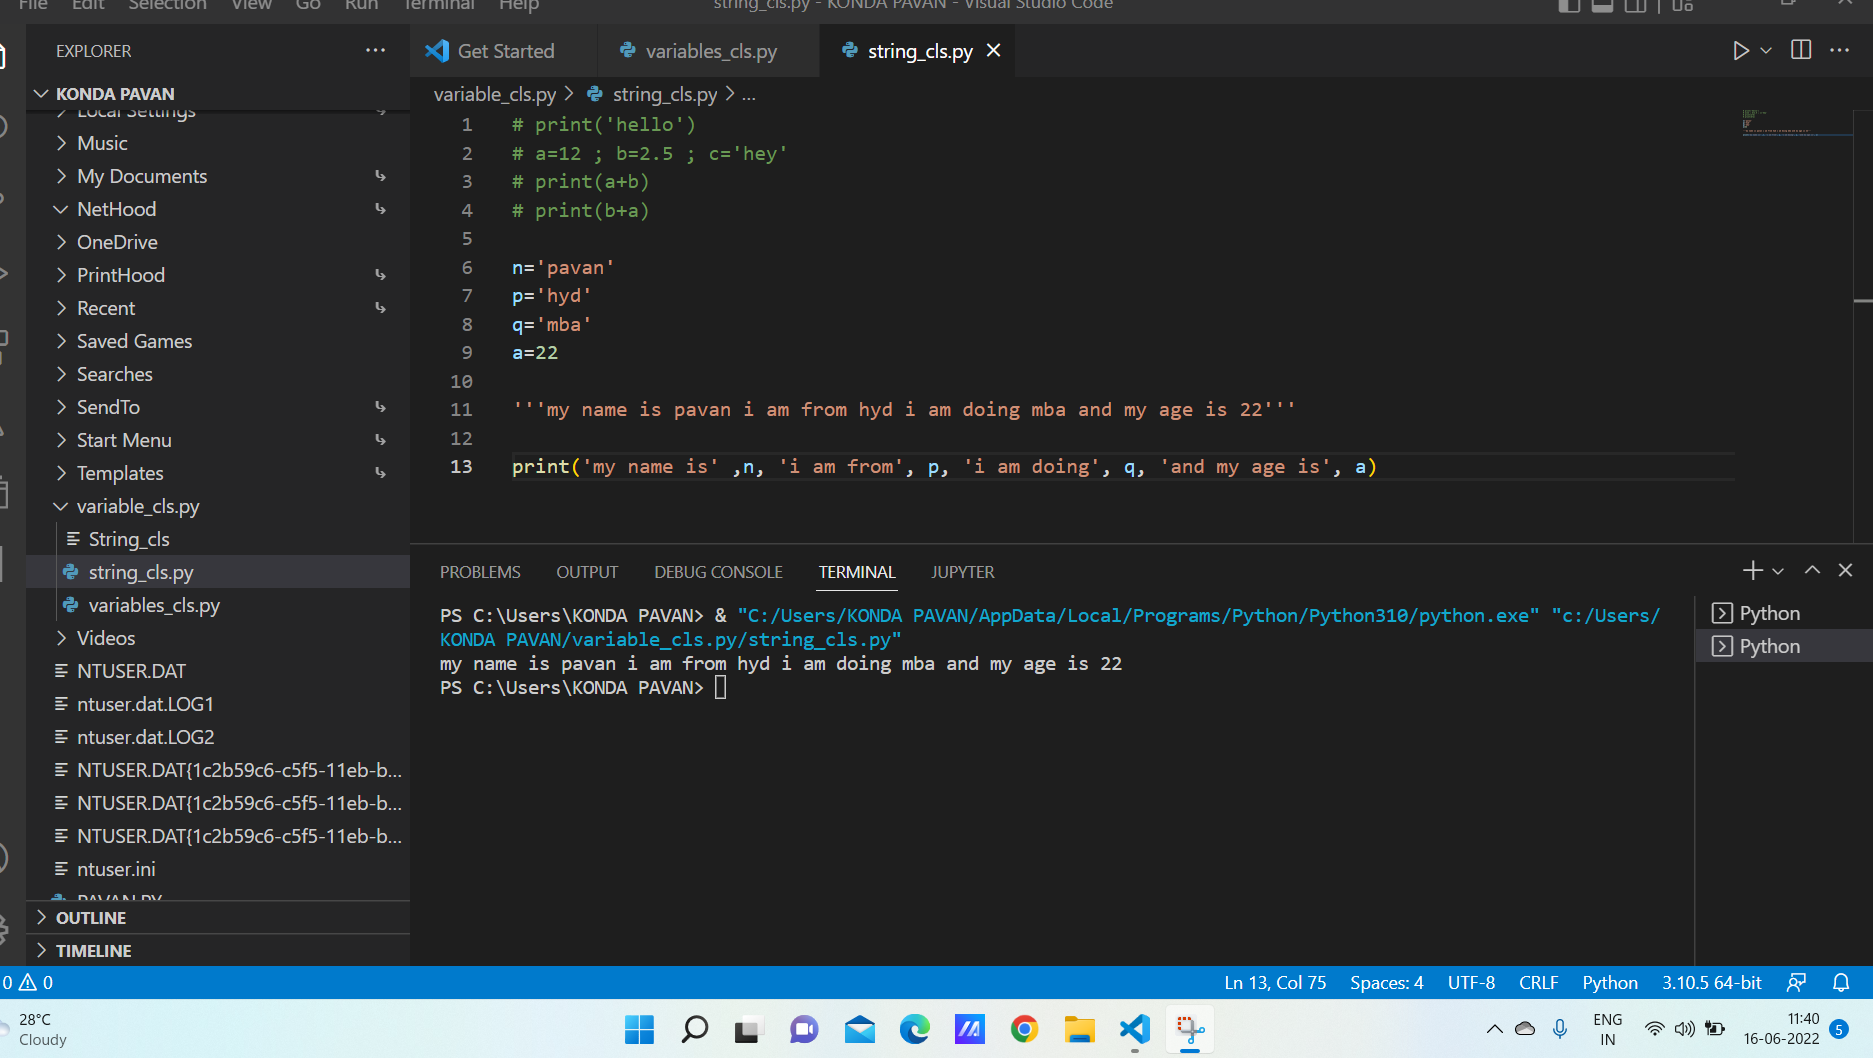 File Edit Selection View Go Run Terminal Help
string_cls.py - KONDA PAVAN - Visual Studio Code
EXPLORER
Get Started
variables_cls.py
string_cls.py
KONDA PAVAN
variable_cls.py > string_cls.py > ...
Local Settings
Music
My Documents
NetHood
OneDrive
PrintHood
Recent
Saved Games
Searches
SendTo
Start Menu
Templates
variable_cls.py
String_cls
string_cls.py
variables_cls.py
Videos
NTUSER.DAT
ntuser.dat.LOG1
ntuser.dat.LOG2
NTUSER.DAT{1c2b59c6-c5f5-11eb-b...
NTUSER.DAT{1c2b59c6-c5f5-11eb-b...
NTUSER.DAT{1c2b59c6-c5f5-11eb-b...
ntuser.ini
PAVAN.PY
OUTLINE
TIMELINE
1 # print('hello')
2 # a=12 ; b=2.5 ; c='hey'
3 # print(a+b)
4 # print(b+a)
5
6 n='pavan'
7 p='hyd'
8 q='mba'
9 a=22
10
11 '''my name is pavan i am from hyd i am doing mba and my age is 22'''
12
13 print('my name is' ,n, 'i am from', p, 'i am doing', q, 'and my age is', a)
PROBLEMS OUTPUT DEBUG CONSOLE TERMINAL JUPYTER
PS C:\Users\KONDA PAVAN> & "C:/Users/KONDA PAVAN/AppData/Local/Programs/Python/Python310/python.exe" "c:/Users/
KONDA PAVAN/variable_cls.py/string_cls.py"
my name is pavan i am from hyd i am doing mba and my age is 22
PS C:\Users\KONDA PAVAN>
Python
Python
0 0
Ln 13, Col 75 Spaces: 4 UTF-8 CRLF Python 3.10.5 64-bit
28°C
Cloudy
ENG
IN
11:40
16-06-2022
5